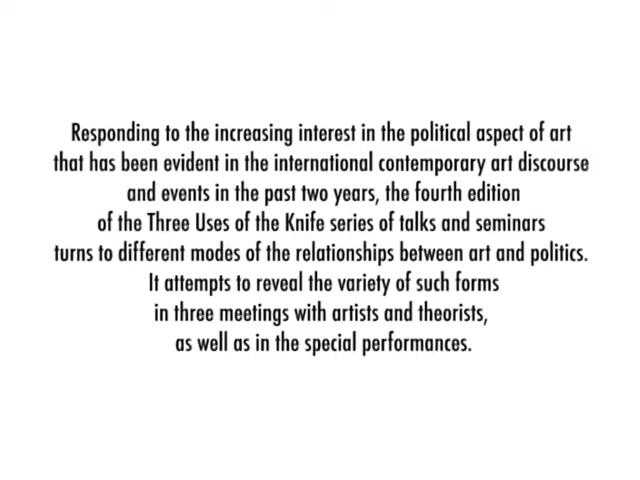 Responding to the increasing interest in the political aspect of art
that has been evident in the international contemporary art discourse
and events in the past two years, the fourth edition
of the Three Uses of the Knife series of talks and seminars
turns to different modes of the relationships between art and politics.
It attempts to reveal the variety of such forms
in three meetings with artists and theorists,
as well as in the special performances.